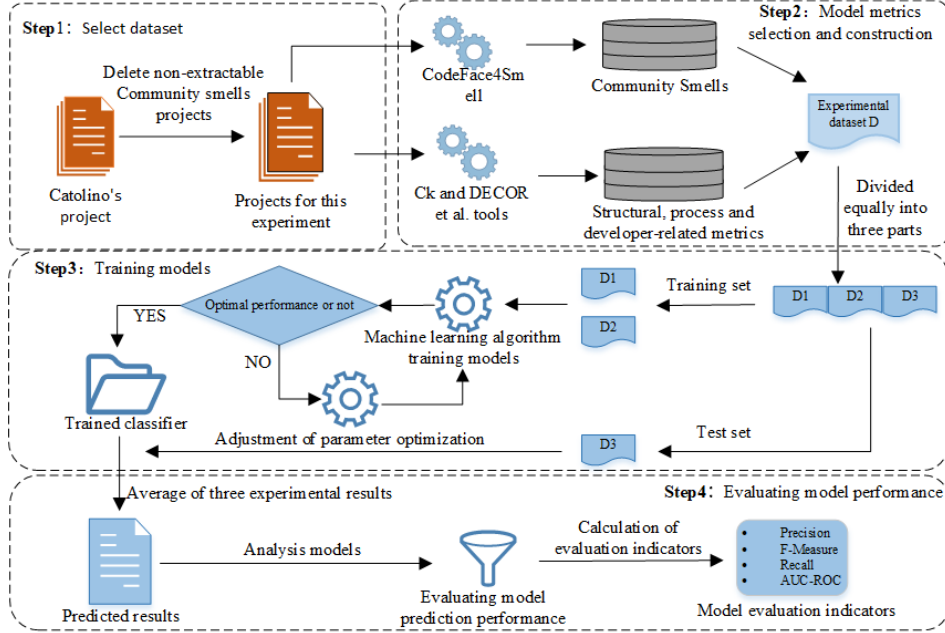 Step1：Select dataset
Delete non-extractable
Community smells
projects
Catolino's
project
Projects for this
experiment
Step2：Model metrics
selection and construction
CodeFace4Sm
ell
Community Smells
Ck and DECOR
et al. tools
Structural, process and
developer-related metrics
Experimental
dataset D
Divided
equally into
three parts
Step3：Training models
Optimal performance or not
YES
NO
Machine learning algorithm
training models
D1
D2
Training set
D1
D2
D3
Trained classifier
Adjustment of parameter optimization
D3
Test set
Average of three experimental results
Step4：Evaluating model performance
Predicted results
Analysis models
Evaluating model
prediction performance
Calculation of
evaluation indicators
• Precision
• F-Measure
• Recall
• AUC-ROC
Model evaluation indicators